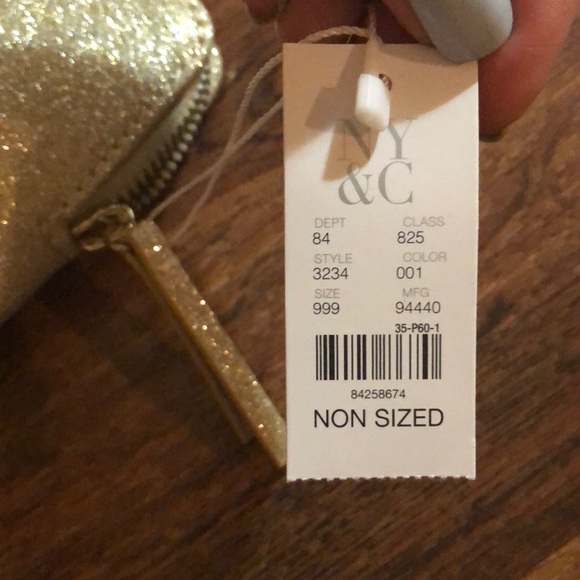 NY
&C
DEPT CLASS
84 825
STYLE COLOR
3234 001
SIZE MFG
999 94440
35-P60-1
84258674
NON SIZED